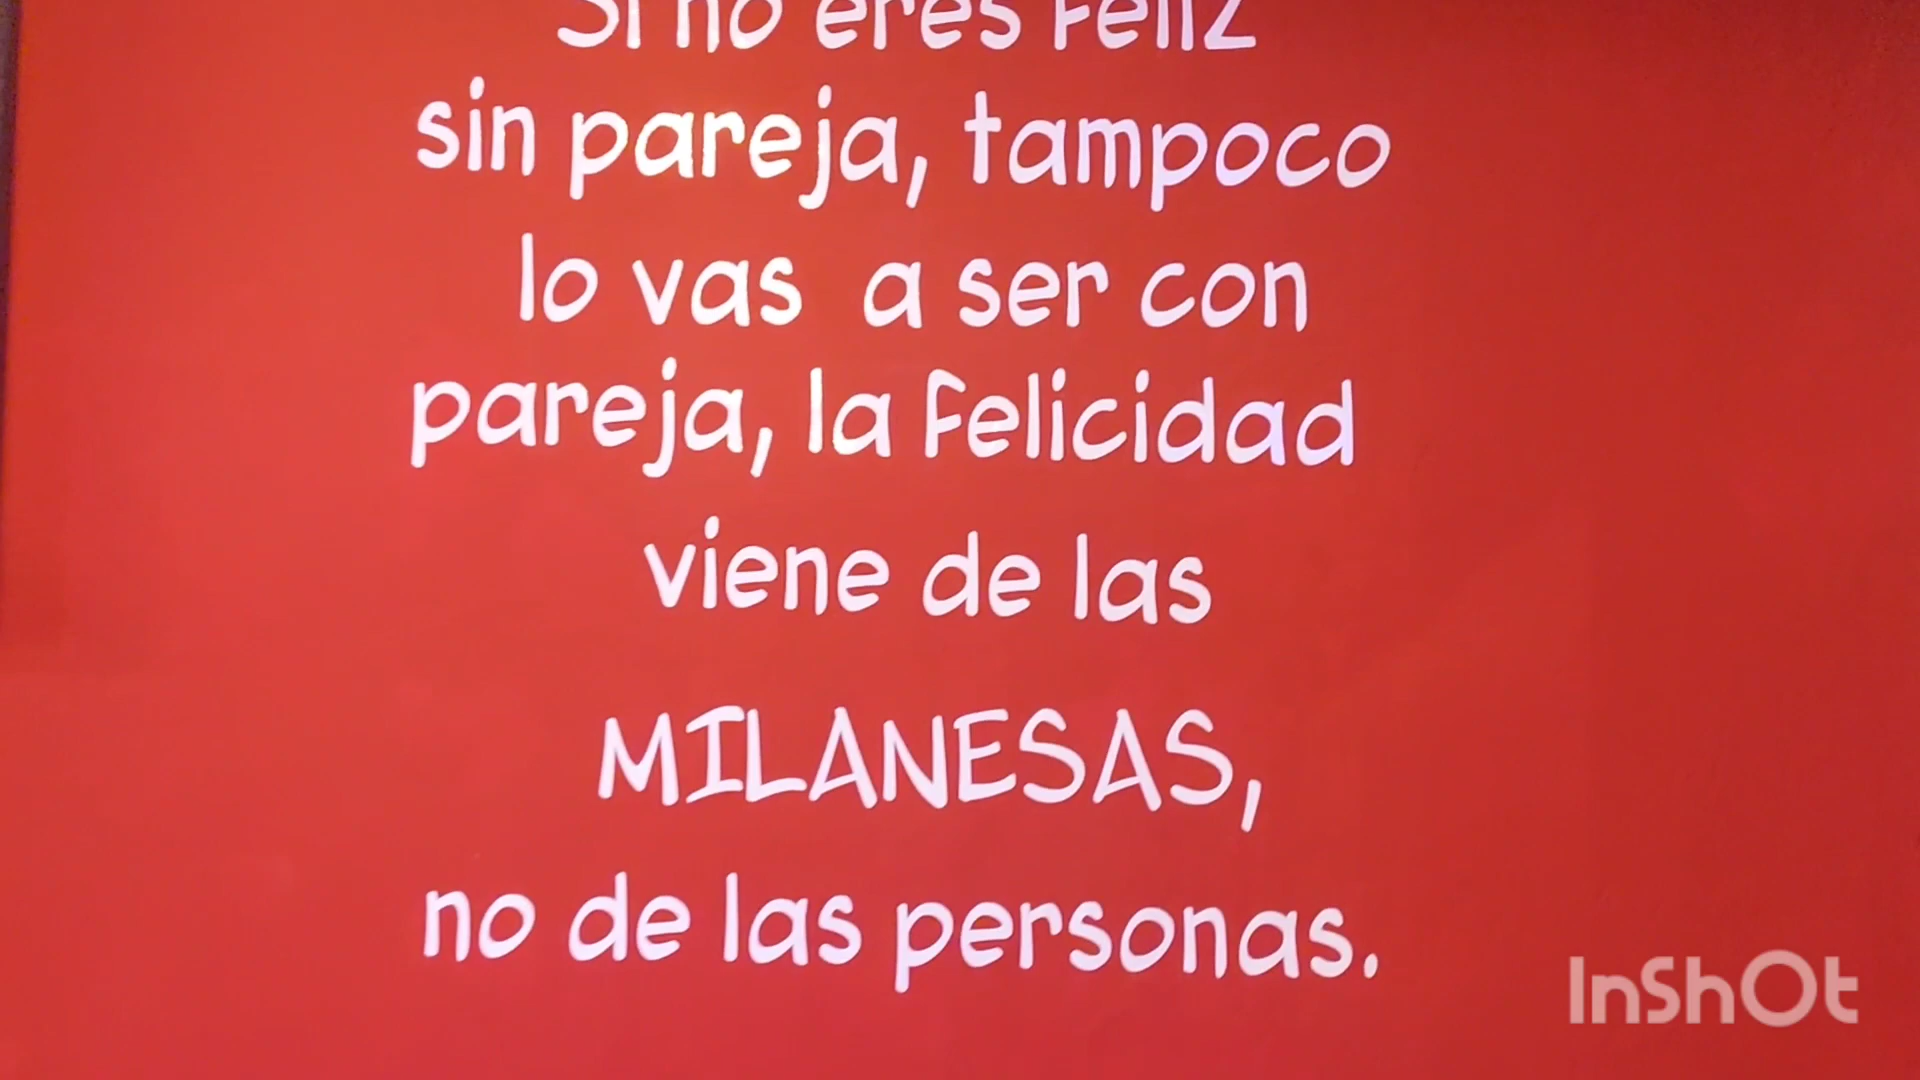 Si no eres feliz
sin pareja, tampoco
lo vas a ser con
pareja, la felicidad
viene de las
MILANESAS,
no de las personas.
InShOt